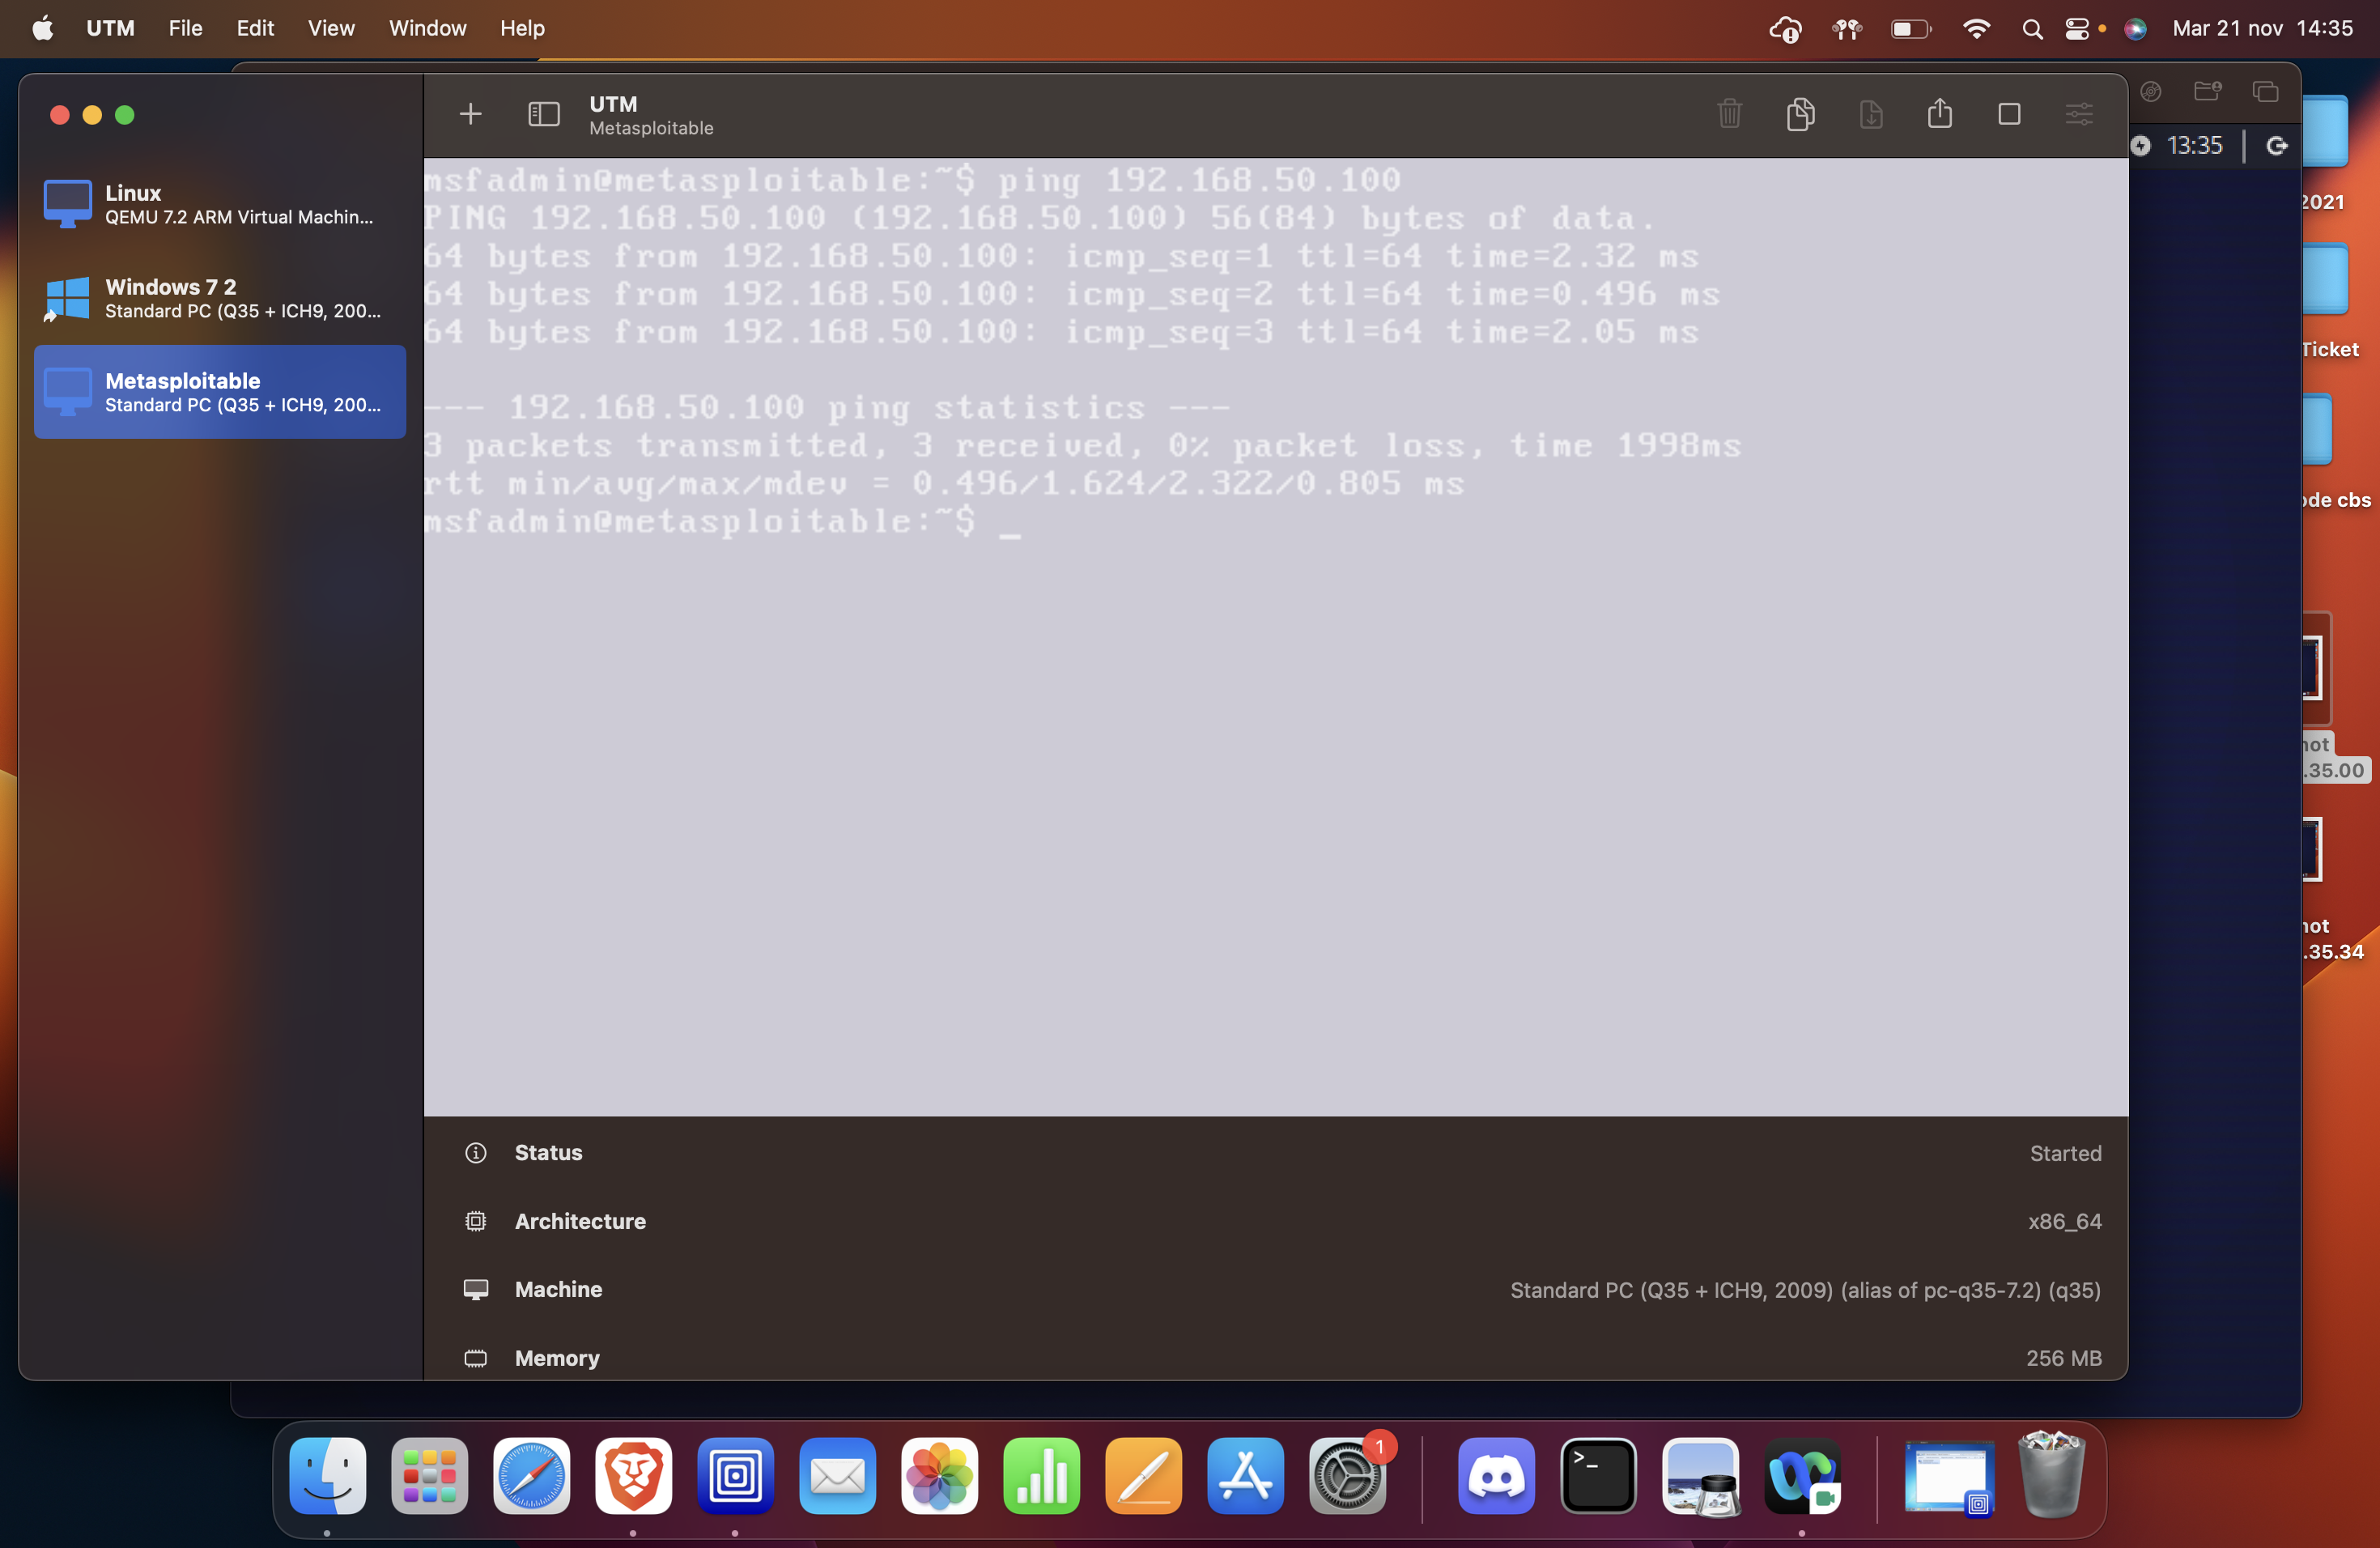 UTM File Edit View Window Help
Mar 21 nov 14:35
UTM
Metasploitable
13:35
Linux
QEMU 7.2 ARM Virtual Machin...
Windows 7 2
Standard PC (Q35 + ICH9, 200...
Metasploitable
Standard PC (Q35 + ICH9, 200...
msfadmin@metasploitable:~$ ping 192.168.50.100
PING 192.168.50.100 (192.168.50.100) 56(84) bytes of data.
64 bytes from 192.168.50.100: icmp_seq=1 ttl=64 time=2.32 ms
64 bytes from 192.168.50.100: icmp_seq=2 ttl=64 time=0.496 ms
64 bytes from 192.168.50.100: icmp_seq=3 ttl=64 time=2.05 ms
--- 192.168.50.100 ping statistics ---
3 packets transmitted, 3 received, 0% packet loss, time 1998ms
rtt min/avg/max/mdev = 0.496/1.624/2.322/0.805 ms
msfadmin@metasploitable:~$ _
Status Started
Architecture x86_64
Machine Standard PC (Q35 + ICH9, 2009) (alias of pc-q35-7.2) (q35)
Memory 256 MB
2021
Ticket
cbs
.35.00
.35.34
1